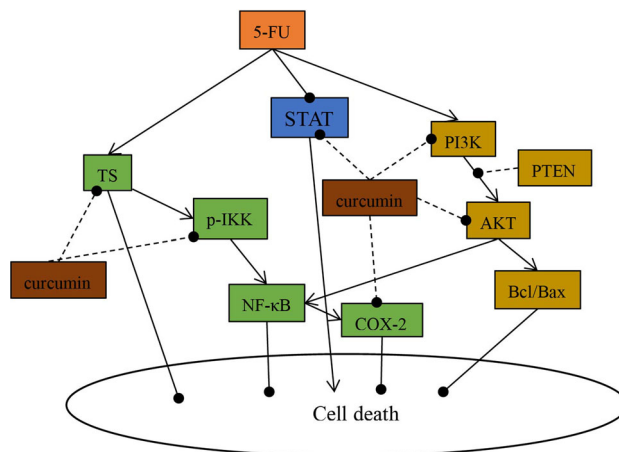 5-FU
STAT
PI3K
TS
PTEN
curcumin
p-IKK
AKT
curcumin
NF-κB
Bcl/Bax
COX-2
Cell death